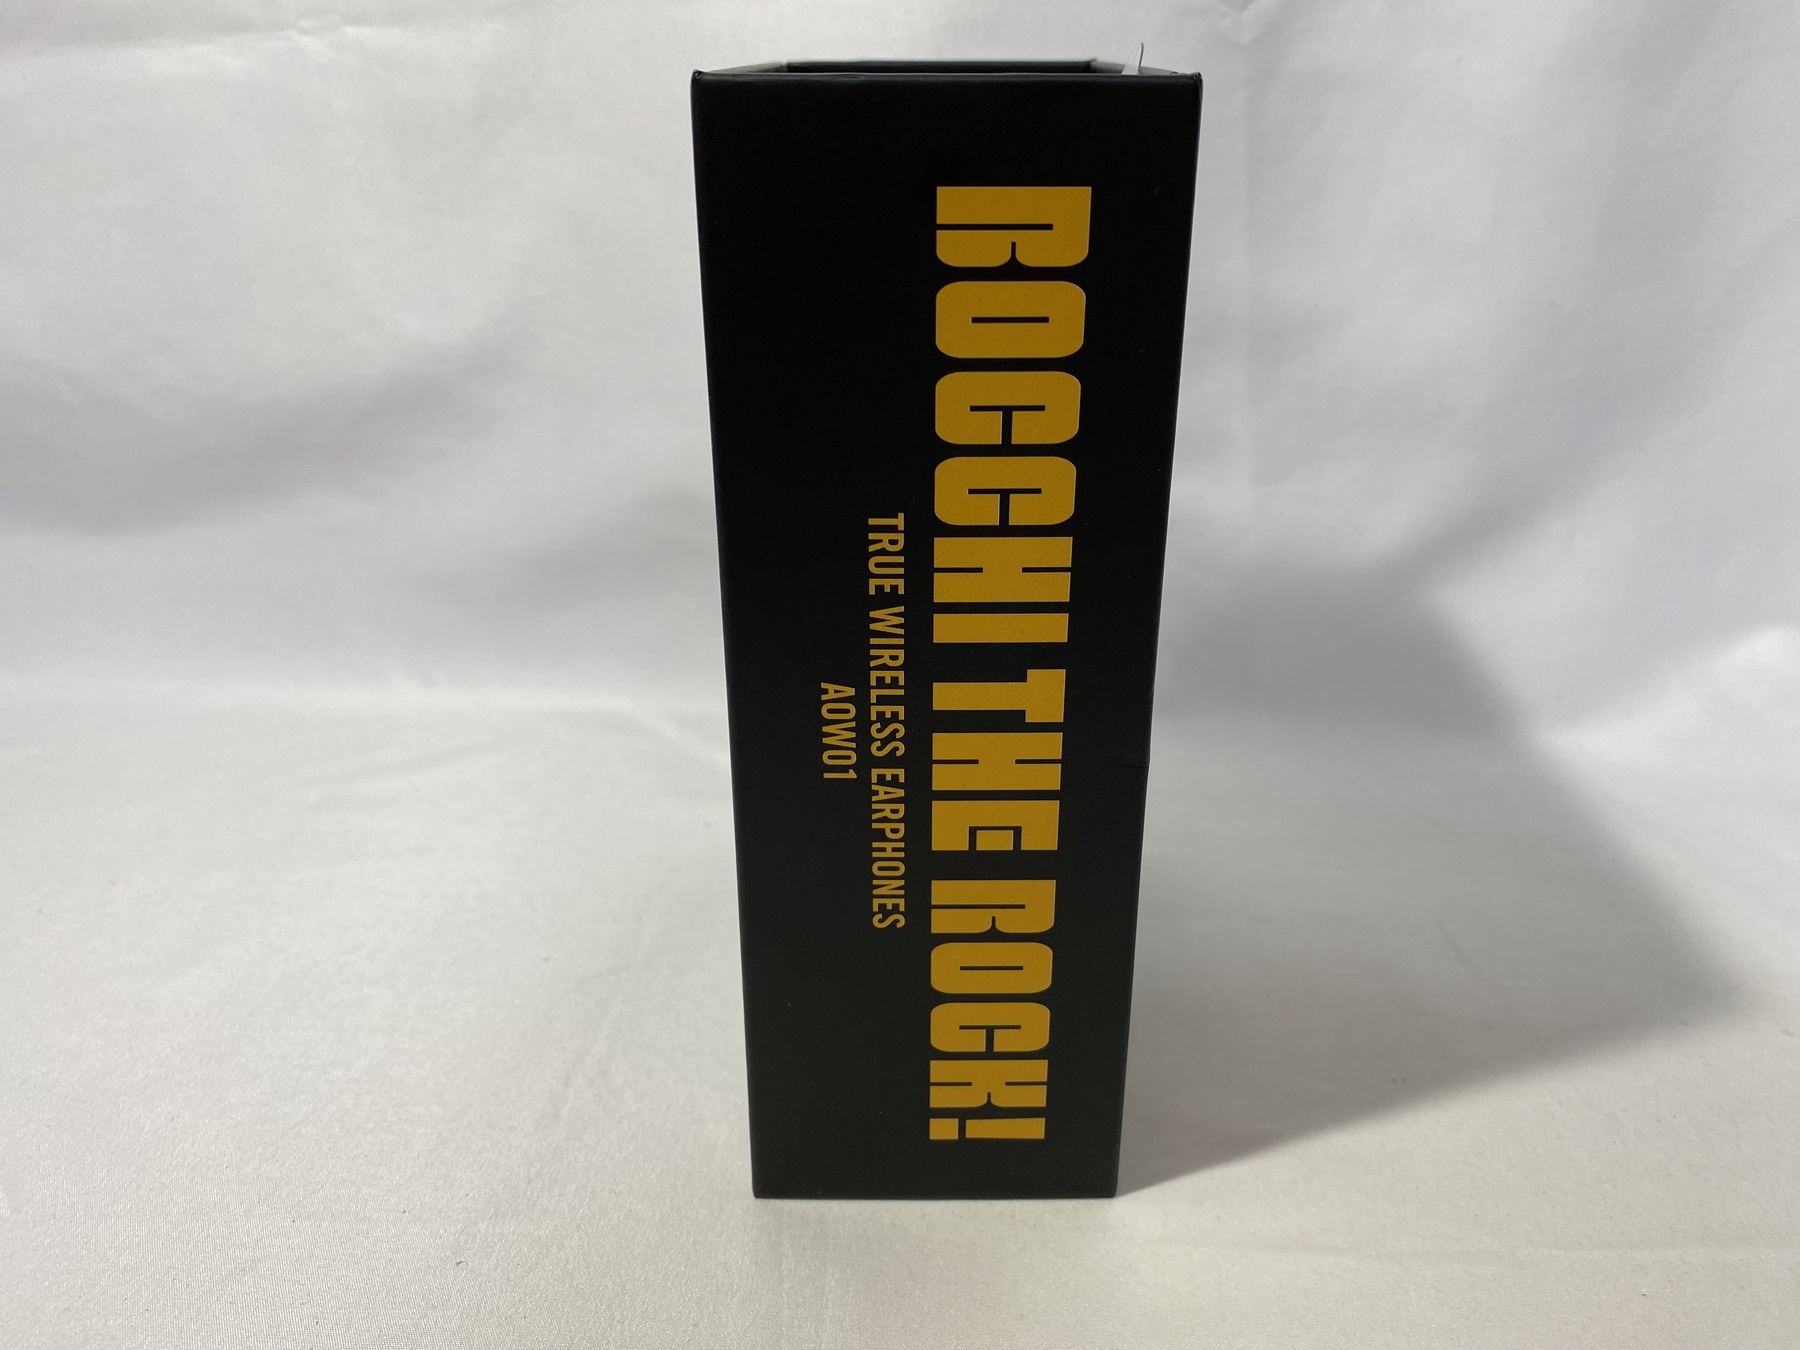 BOCCHI THE ROCK!
TRUE WIRELESS EARPHONES
AOW01